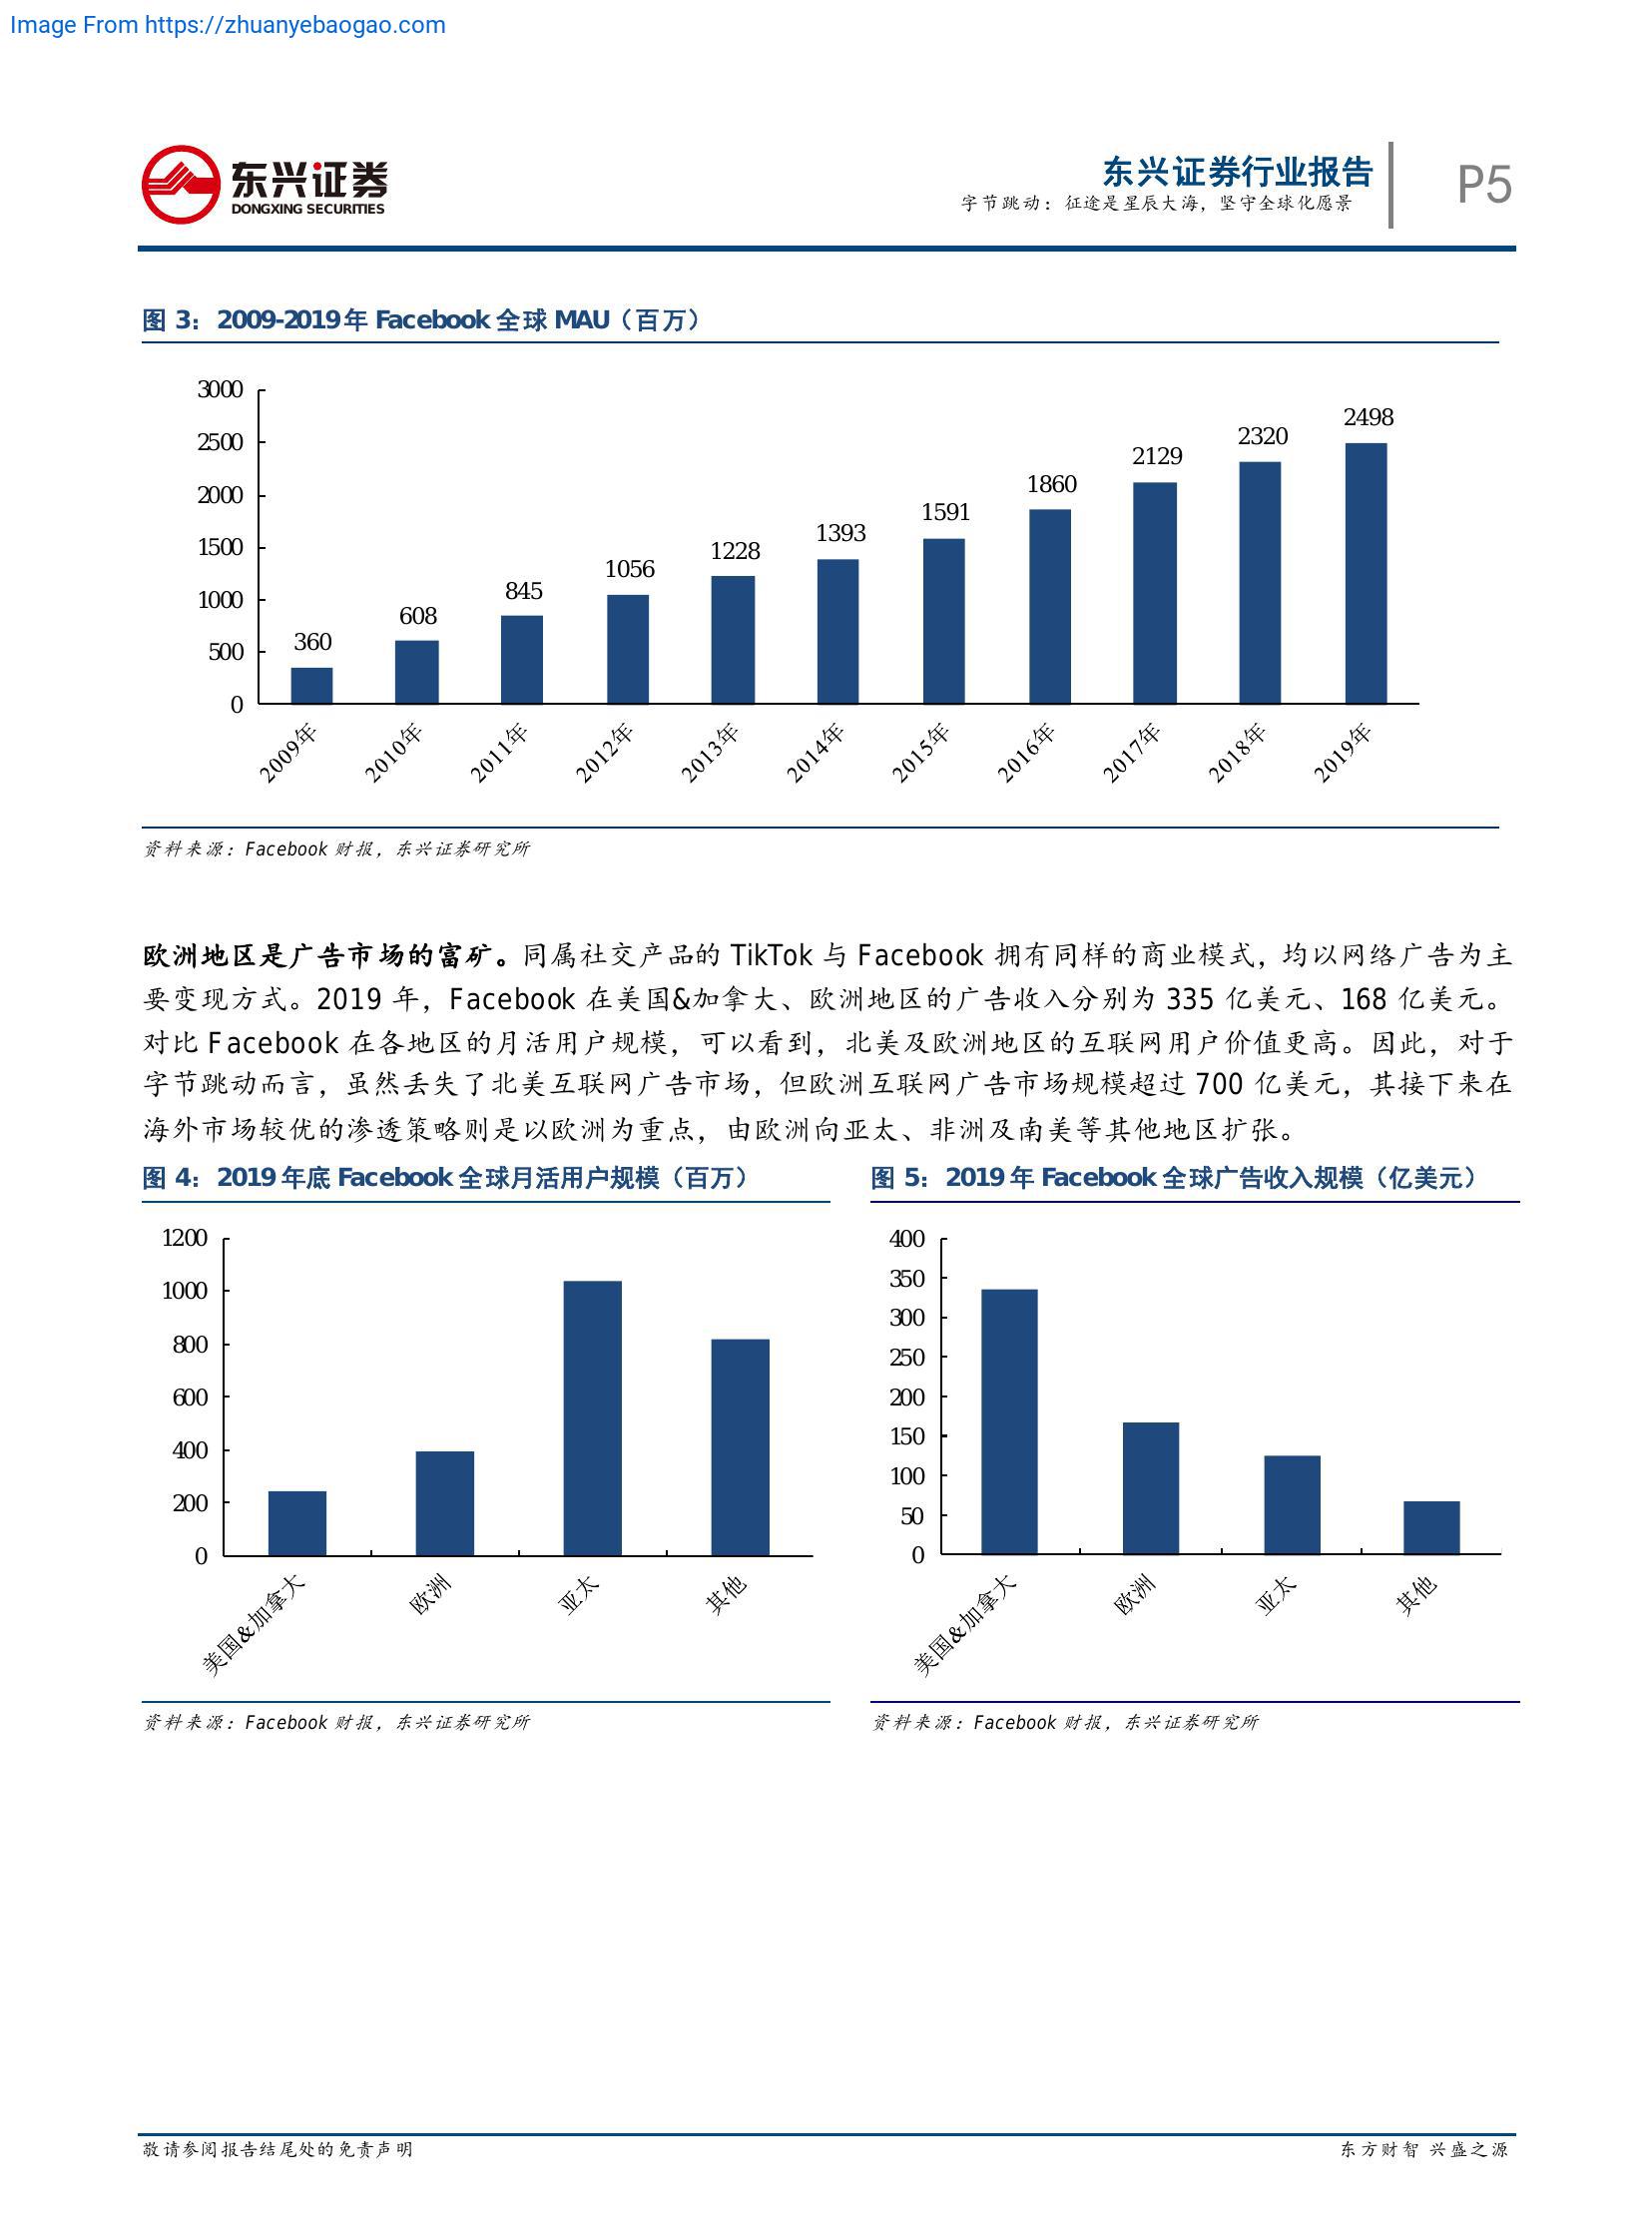 Image From https://zhuanyebaogao.com
东兴证券
DONGXING SECURITIES
东兴证券行业报告
字节跳动：征途是星辰大海，坚守全球化愿景
P5
图 3：2009-2019 年 Facebook 全球 MAU（百万）
3000
2500
2000
1500
1000
500
0
360
608
845
1056
1228
1393
1591
1860
2129
2320
2498
2009年
2010年
2011年
2012年
2013年
2014年
2015年
2016年
2017年
2018年
2019年
资料来源：Facebook 财报，东兴证券研究所
欧洲地区是广告市场的富矿。同属社交产品的 TikTok 与 Facebook 拥有同样的商业模式，均以网络广告为主
要变现方式。2019 年，Facebook 在美国&加拿大、欧洲地区的广告收入分别为 335 亿美元、168 亿美元。
对比 Facebook 在各地区的月活用户规模，可以看到，北美及欧洲地区的互联网用户价值更高。因此，对于
字节跳动而言，虽然丢失了北美互联网广告市场，但欧洲互联网广告市场规模超过 700 亿美元，其接下来在
海外市场较优的渗透策略则是以欧洲为重点，由欧洲向亚太、非洲及南美等其他地区扩张。
图 4：2019 年底 Facebook 全球月活用户规模（百万）
1200
1000
800
600
400
200
0
美国&加拿大
欧洲
亚太
其他
资料来源：Facebook 财报，东兴证券研究所
图 5：2019 年 Facebook 全球广告收入规模（亿美元）
400
350
300
250
200
150
100
50
0
美国&加拿大
欧洲
亚太
其他
资料来源：Facebook 财报，东兴证券研究所
敬请参阅报告结尾处的免责声明
东方财智 兴盛之源